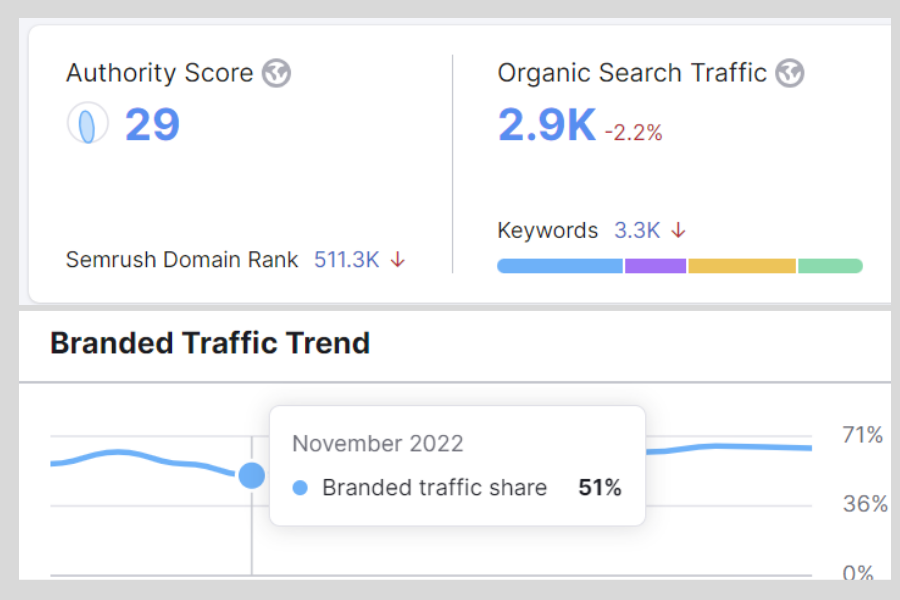 Authority Score
29
Semrush Domain Rank 511.3K ↓
Organic Search Traffic
2.9K -2.2%
Keywords 3.3K ↓
Branded Traffic Trend
November 2022
Branded traffic share 51%
71%
36%
0%